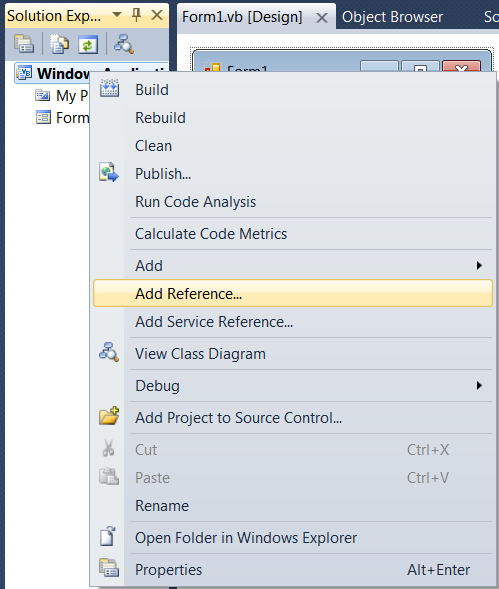 Solution Exp...
Form1.vb [Design]
Object Browser
Form1
My P
Form
Build
Rebuild
Clean
Publish...
Run Code Analysis
Calculate Code Metrics
Add
Add Reference...
Add Service Reference...
View Class Diagram
Debug
Add Project to Source Control...
Cut Ctrl+X
Paste Ctrl+V
Rename
Open Folder in Windows Explorer
Properties Alt+Enter